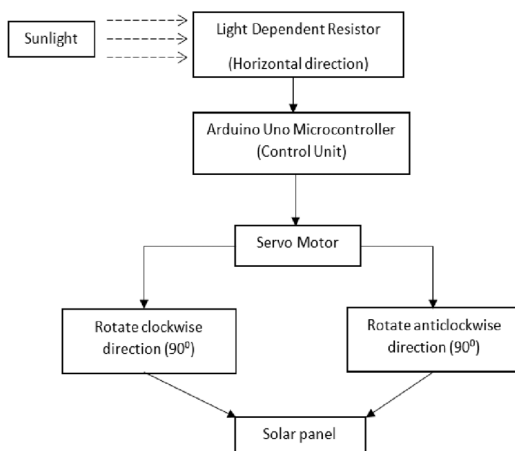 Sunlight
Light Dependent Resistor
(Horizontal direction)
Arduino Uno Microcontroller
(Control Unit)
Servo Motor
Rotate clockwise
direction (90⁰)
Rotate anticlockwise
direction (90⁰)
Solar panel